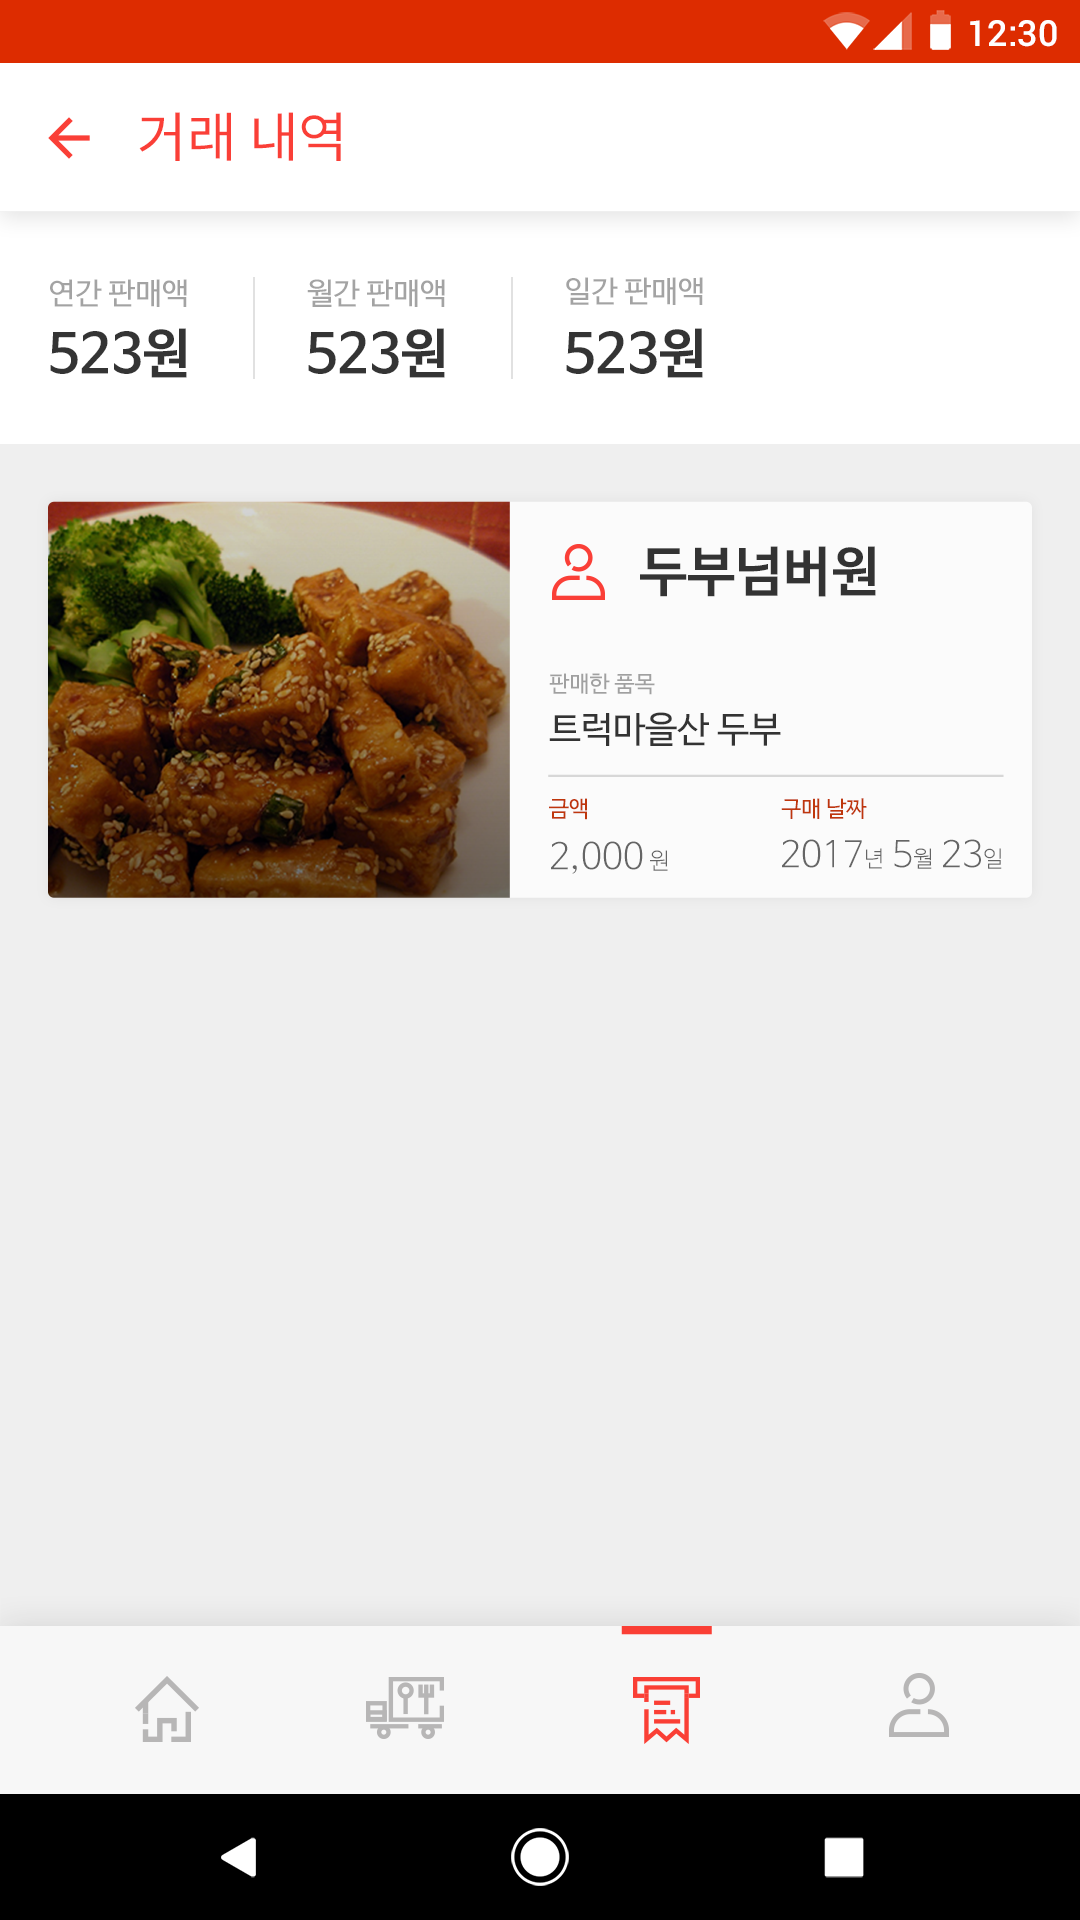 12:30
거래 내역
연간 판매액 월간 판매액 일간 판매액
523원 523원 523원
두부넘버원
판매한 품목
트럭마을산 두부
금액 구매 날짜
2,000 원 2017년 5월 23일